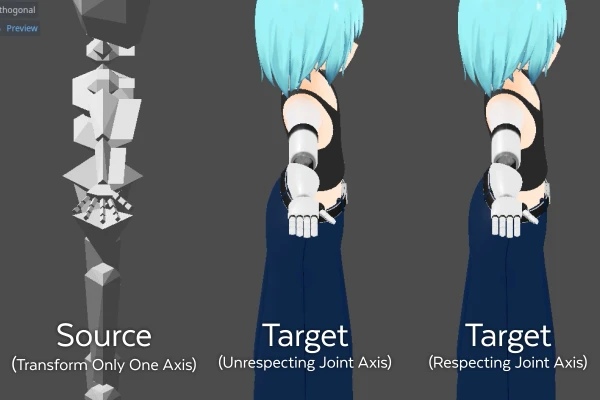 thogonal
Preview
Source
(Transform Only One Axis)
Target
(Unrespecting Joint Axis)
Target
(Respecting Joint Axis)